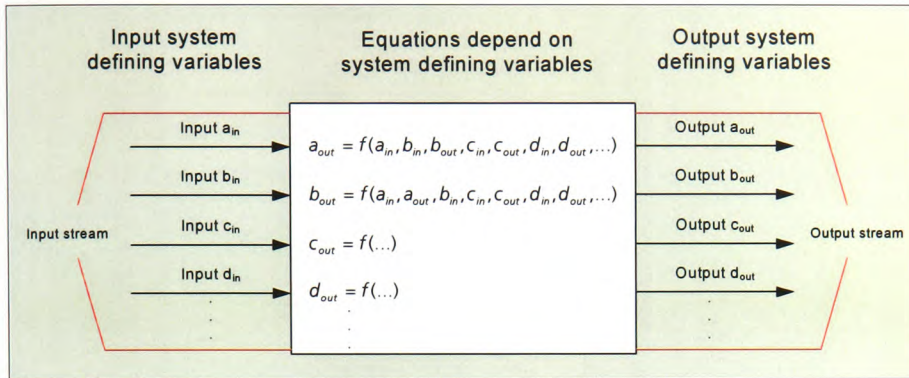 Input system
defining variables
Equations depend on
system defining variables
Output system
defining variables
Input stream
Input a_in
Input b_in
Input c_in
Input d_in
a_out = f(a_in, b_in, b_out, c_in, c_out, d_in, d_out, ...)
b_out = f(a_in, a_out, b_in, c_in, c_out, d_in, d_out, ...)
c_out = f(...)
d_out = f(...)
Output a_out
Output b_out
Output c_out
Output d_out
Output stream